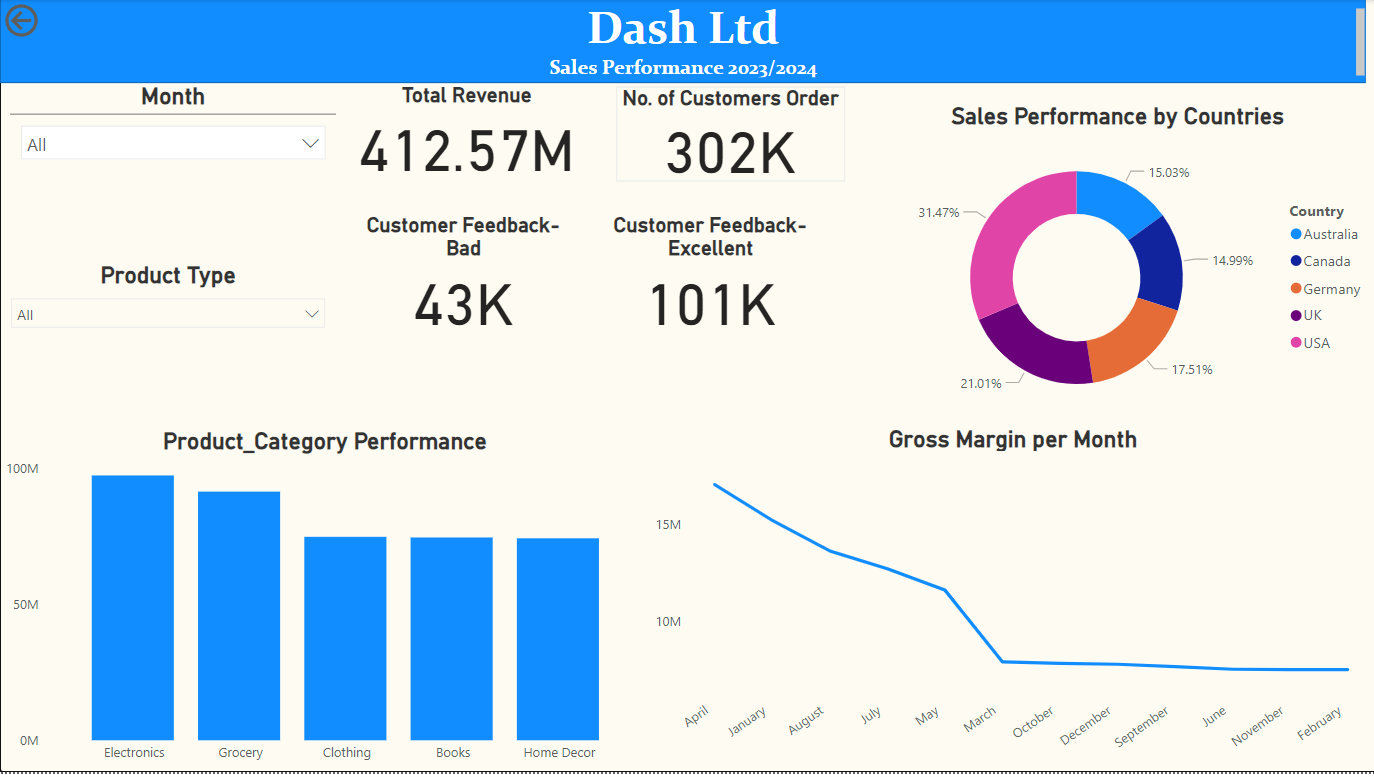 Dash Ltd
Sales Performance 2023/2024
Month
All
Total Revenue
412.57M
No. of Customers Order
302K
Customer Feedback-
Bad
43K
Customer Feedback-
Excellent
101K
Product Type
All
Sales Performance by Countries
15.03%
14.99%
17.51%
21.01%
31.47%
Country
Australia
Canada
Germany
UK
USA
Product_Category Performance
100M
50M
0M
Electronics
Grocery
Clothing
Books
Home Decor
Gross Margin per Month
15M
10M
April
January
August
July
May
March
October
December
September
June
November
February